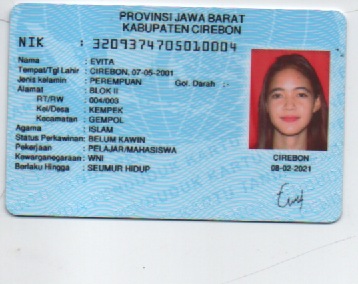 PROVINSI JAWA BARAT
KABUPATEN CIREBON
NIK : 3209374705010004
Nama : EVITA
Tempat/Tgl Lahir : CIREBON, 07-05-2001
Jenis kelamin : PEREMPUAN Gol. Darah :-
Alamat : BLOK II
RT/RW : 004/003
Kel/Desa : KEMPEK
Kecamatan : GEMPOL
Agama : ISLAM
Status Perkawinan: BELUM KAWIN
Pekerjaan : PELAJAR/MAHASISWA
Kewarganegaraan: WNI
Berlaku Hingga : SEUMUR HIDUP
CIREBON
08-02-2021